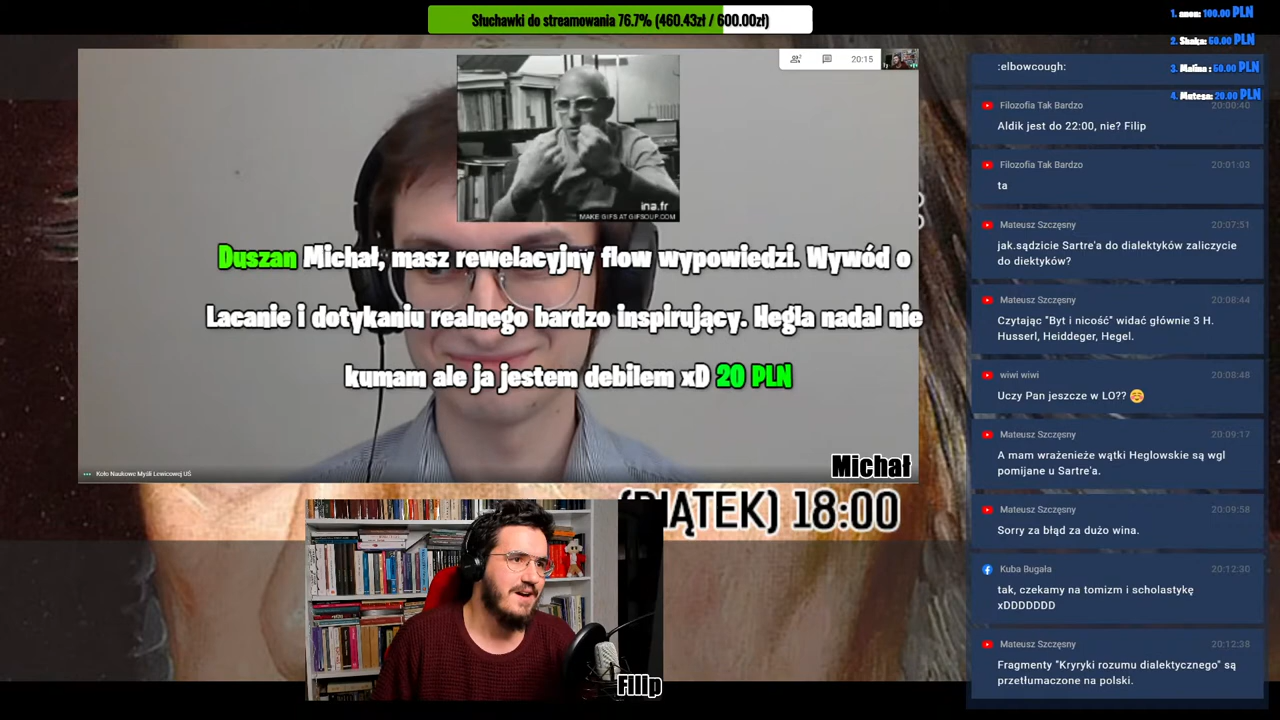 Słuchawki do streamowania 76.7% (460.43zł / 600.00zł)
1. anon: 100.00 PLN
2. Shaka: 50.00 PLN
3. Malina : 50.00 PLN
4. Matesa: 20.00 PLN
20:15
ina.fr
MAKE GIFS AT GIFSOUP.COM
Duszan Michał, masz rewelacyjny flow wypowiedzi. Wywód o
Lacanie i dotykaniu realnego bardzo inspirujący. Hegla nadal nie
kumam ale ja jestem debilem xD 20 PLN
Koło Naukowe Myśli Lewicowej UŚ
Michał
(PIĄTEK) 18:00
Filip
:elbowcough:
Filozofia Tak Bardzo 20:00:40
Aldik jest do 22:00, nie? Filip
Filozofia Tak Bardzo 20:01:03
ta
Mateusz Szczęsny 20:07:51
jak.sądzicie Sartre'a do dialektyków zaliczycie
do diektyków?
Mateusz Szczęsny 20:08:44
Czytając "Byt i nicość" widać głównie 3 H.
Husserl, Heiddeger, Hegel.
wiwi wiwi 20:08:48
Uczy Pan jeszcze w LO?? ☺️
Mateusz Szczęsny 20:09:17
A mam wrażenieże wątki Heglowskie są wgl
pomijane u Sartre'a.
Mateusz Szczęsny 20:09:58
Sorry za błąd za dużo wina.
Kuba Bugała 20:12:30
tak, czekamy na tomizm i scholastykę
xDDDDDDD
Mateusz Szczęsny 20:12:38
Fragmenty "Kryryki rozumu dialektycznego" są
przetłumaczone na polski.